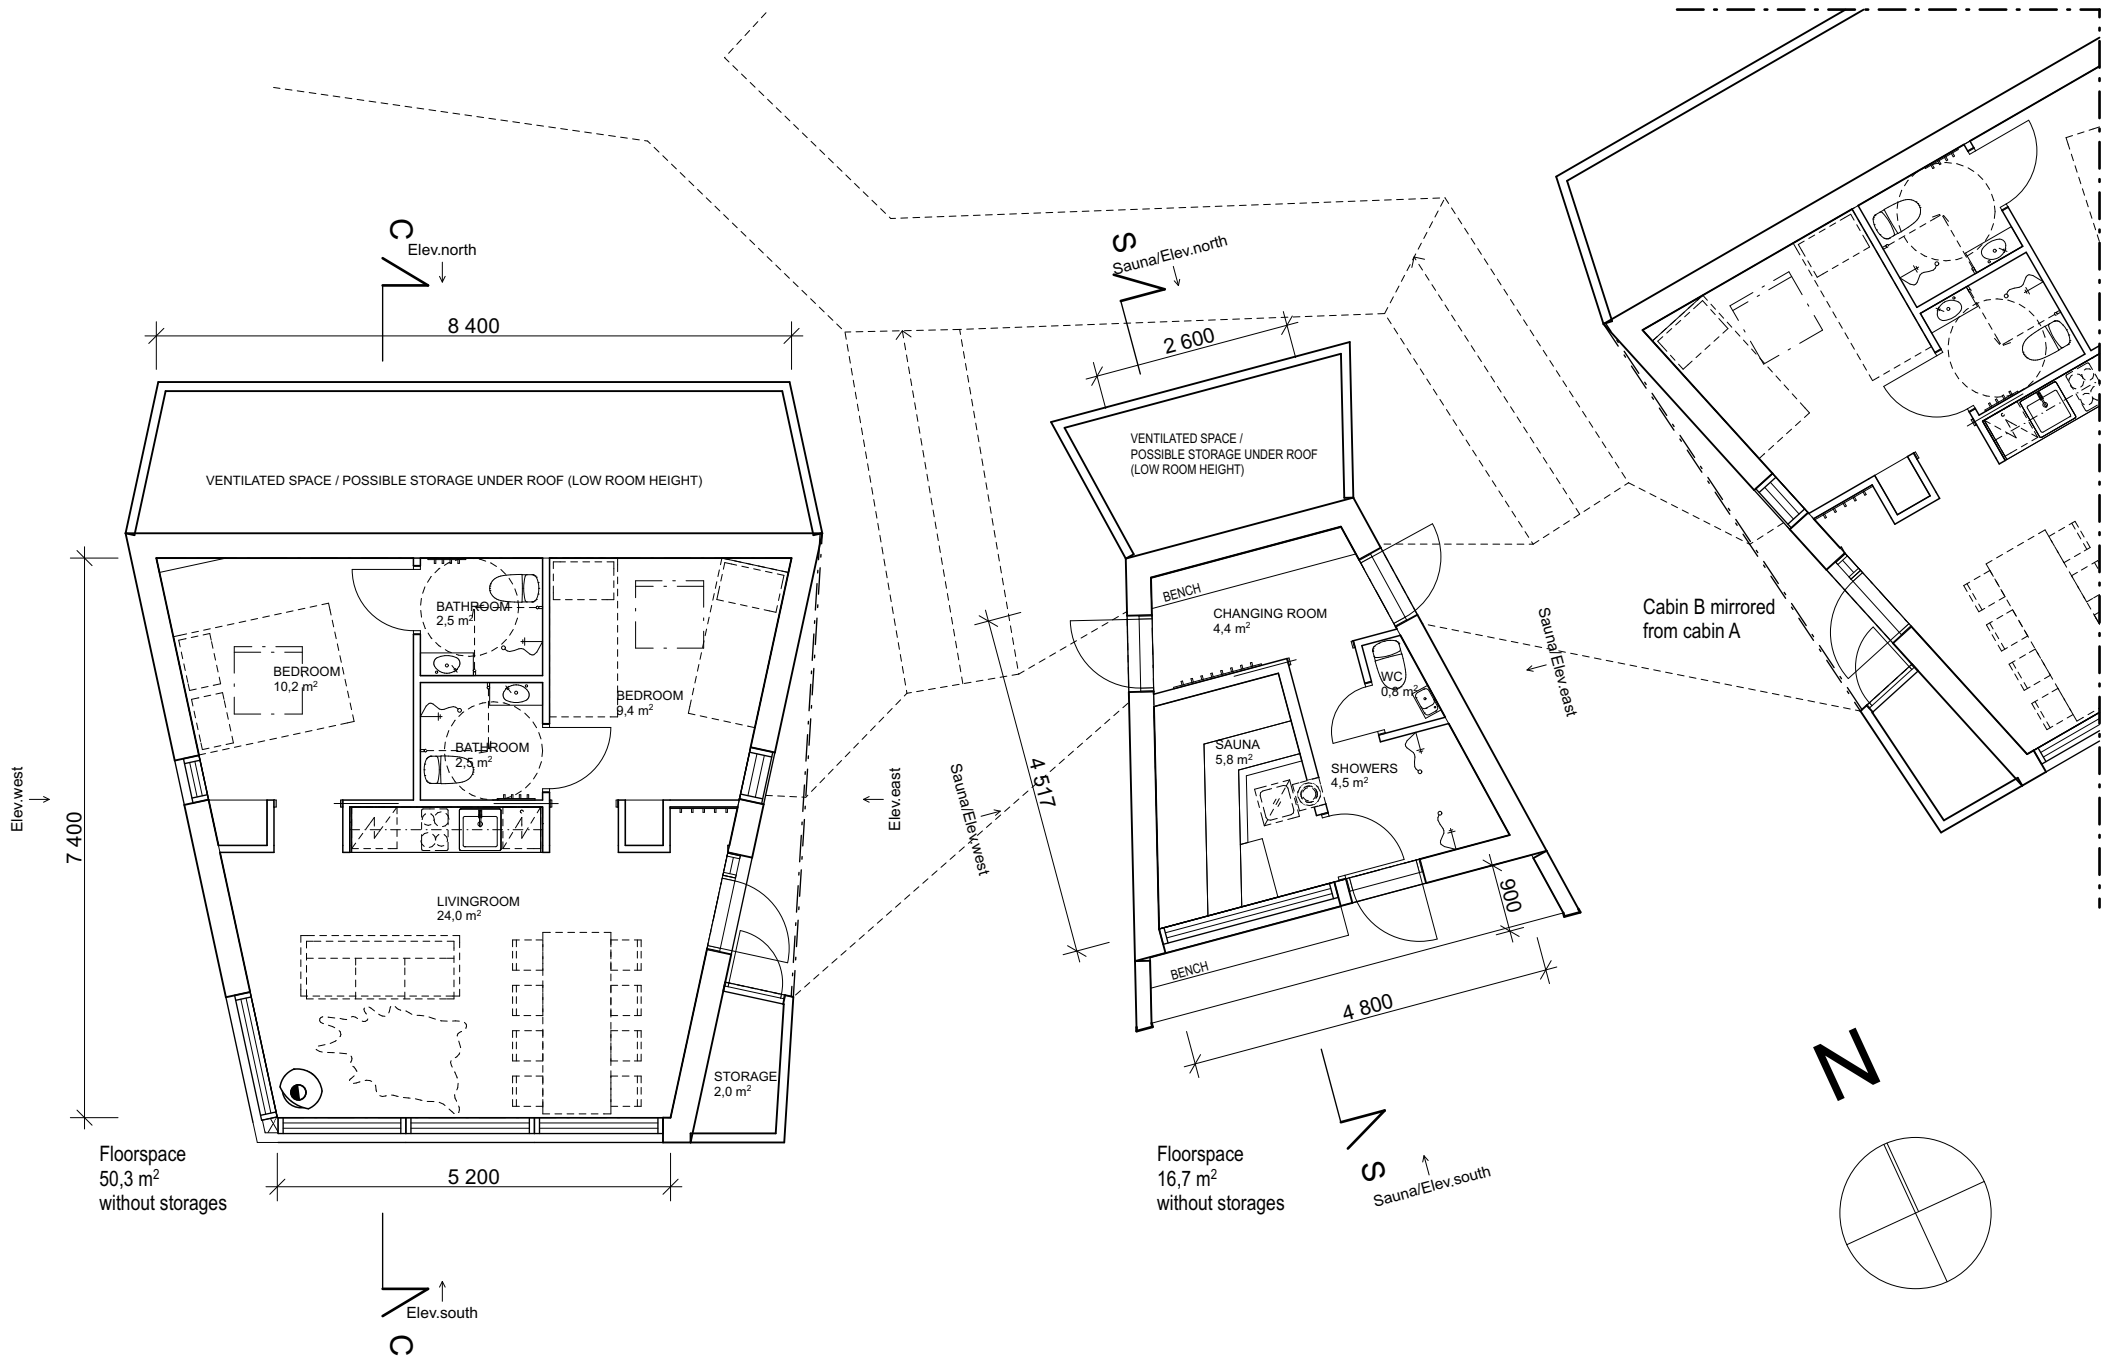 C
Elev.north
8 400
VENTILATED SPACE / POSSIBLE STORAGE UNDER ROOF (LOW ROOM HEIGHT)
BATHROOM
2,5 m²
BEDROOM
10,2 m²
BEDROOM
9,4 m²
BATHROOM
2,5 m²
Elev.west
7 400
Elev.east
LIVINGROOM
24,0 m²
STORAGE
2,0 m²
Floorspace
50,3 m²
without storages
5 200
Elev.south
C
S
Sauna/Elev.north
2 600
VENTILATED SPACE /
POSSIBLE STORAGE UNDER ROOF
(LOW ROOM HEIGHT)
BENCH
CHANGING ROOM
4,4 m²
WC
0,8 m²
SAUNA
5,8 m²
SHOWERS
4,5 m²
Sauna/Elev.west
4 517
Sauna/Elev.east
900
BENCH
4 800
Floorspace
16,7 m²
without storages
S
Sauna/Elev.south
Cabin B mirrored
from cabin A
N